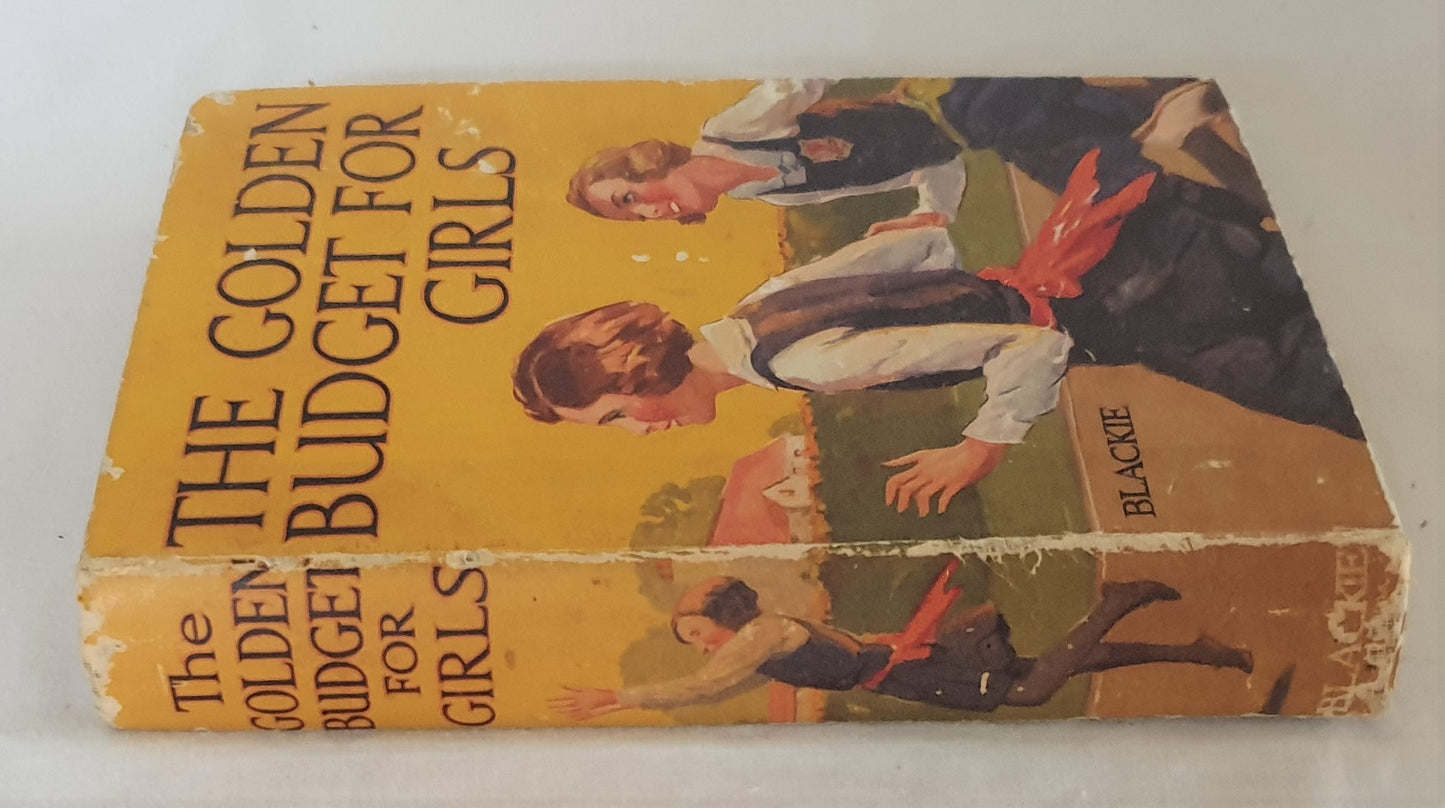 THE GOLDEN
BUDGET FOR
GIRLS
BLACKIE
The
GOLDEN
BUDGET
FOR
GIRLS
BLACKIE